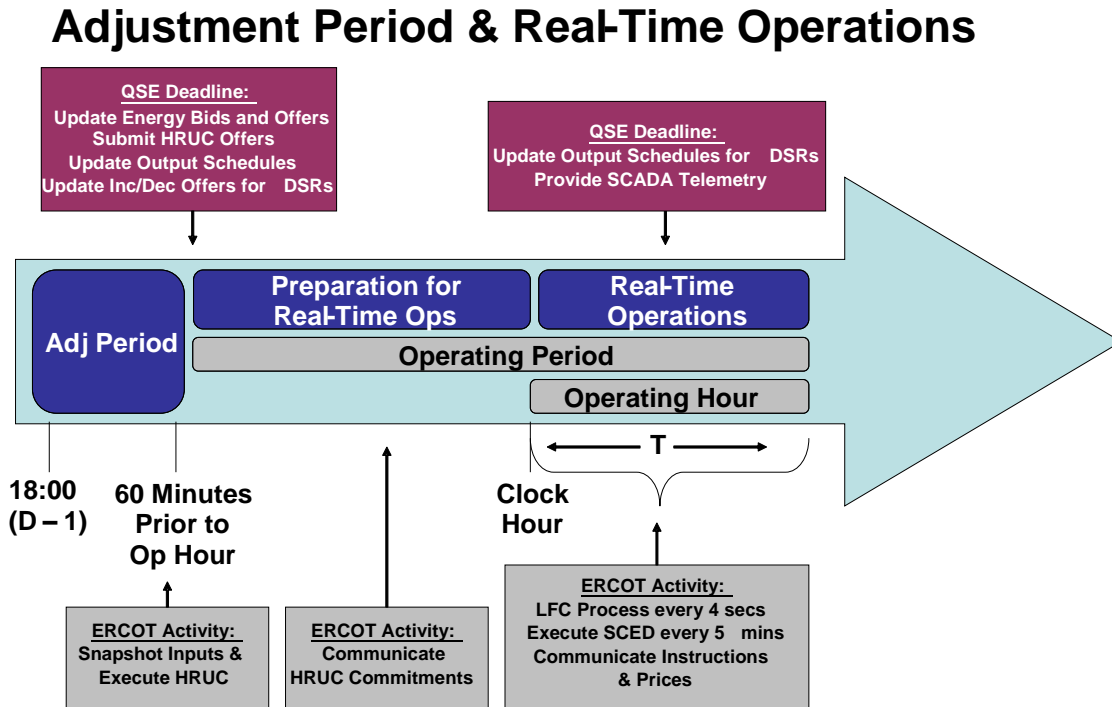 Adjustment Period & Real-Time Operations
QSE Deadline:
Update Energy Bids and Offers
Submit HRUC Offers
Update Output Schedules
Update Inc/Dec Offers for DSRs
QSE Deadline:
Update Output Schedules for DSRs
Provide SCADA Telemetry
Adj Period
Preparation for
Real-Time Ops
Real-Time
Operations
Operating Period
Operating Hour
T
18:00
(D – 1)
60 Minutes
Prior to
Op Hour
Clock
Hour
ERCOT Activity:
Snapshot Inputs &
Execute HRUC
ERCOT Activity:
Communicate
HRUC Commitments
ERCOT Activity:
LFC Process every 4 secs
Execute SCED every 5 mins
Communicate Instructions
& Prices